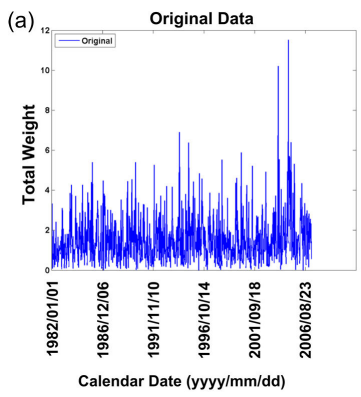 (a)
Original Data
Original
Total Weight
12
10
8
6
4
2
0
1982/01/01
1986/12/06
1991/11/10
1996/10/14
2001/09/18
2006/08/23
Calendar Date (yyyy/mm/dd)